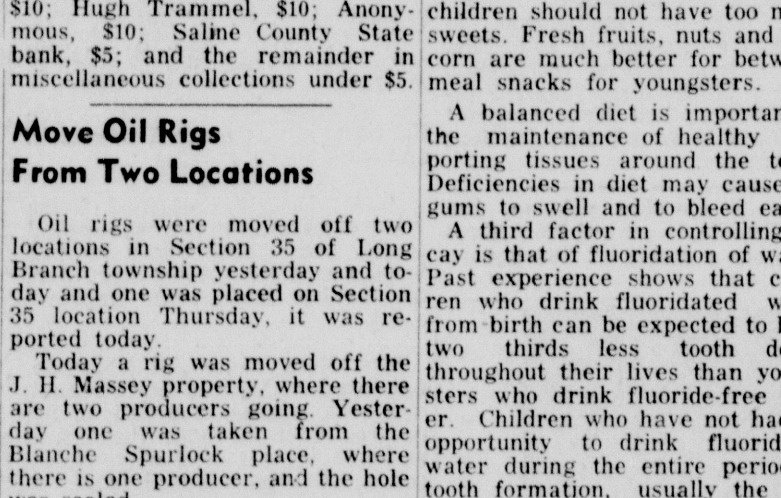 $10; Hugh Trammel, $10; Anony-
mous, $10; Saline County State
bank, $5; and the remainder in
miscellaneous collections under $5.
Move Oil Rigs
From Two Locations
Oil rigs were moved off two
locations in Section 35 of Long
Branch township yesterday and to-
day and one was placed on Section
35 location Thursday, it was re-
ported today.
Today a rig was moved off the
J. H. Massey property, where there
are two producers going. Yester-
day one was taken from the
Blanche Spurlock place, where
there is one producer, and the hole
children should not have too
sweets. Fresh fruits, nuts and
corn are much better for
meal snacks for youngsters.
A balanced diet is
the maintenance of healthy
porting tissues around the
Deficiencies in diet may cause
gums to swell and to bleed
A third factor in controlling
cay is that of fluoridation of
Past experience shows that
ren who drink fluoridated
from birth can be expected to
two thirds less tooth
throughout their lives than
sters who drink fluoride-free
er. Children who have not
opportunity to drink
water during the entire
tooth formation, usually the